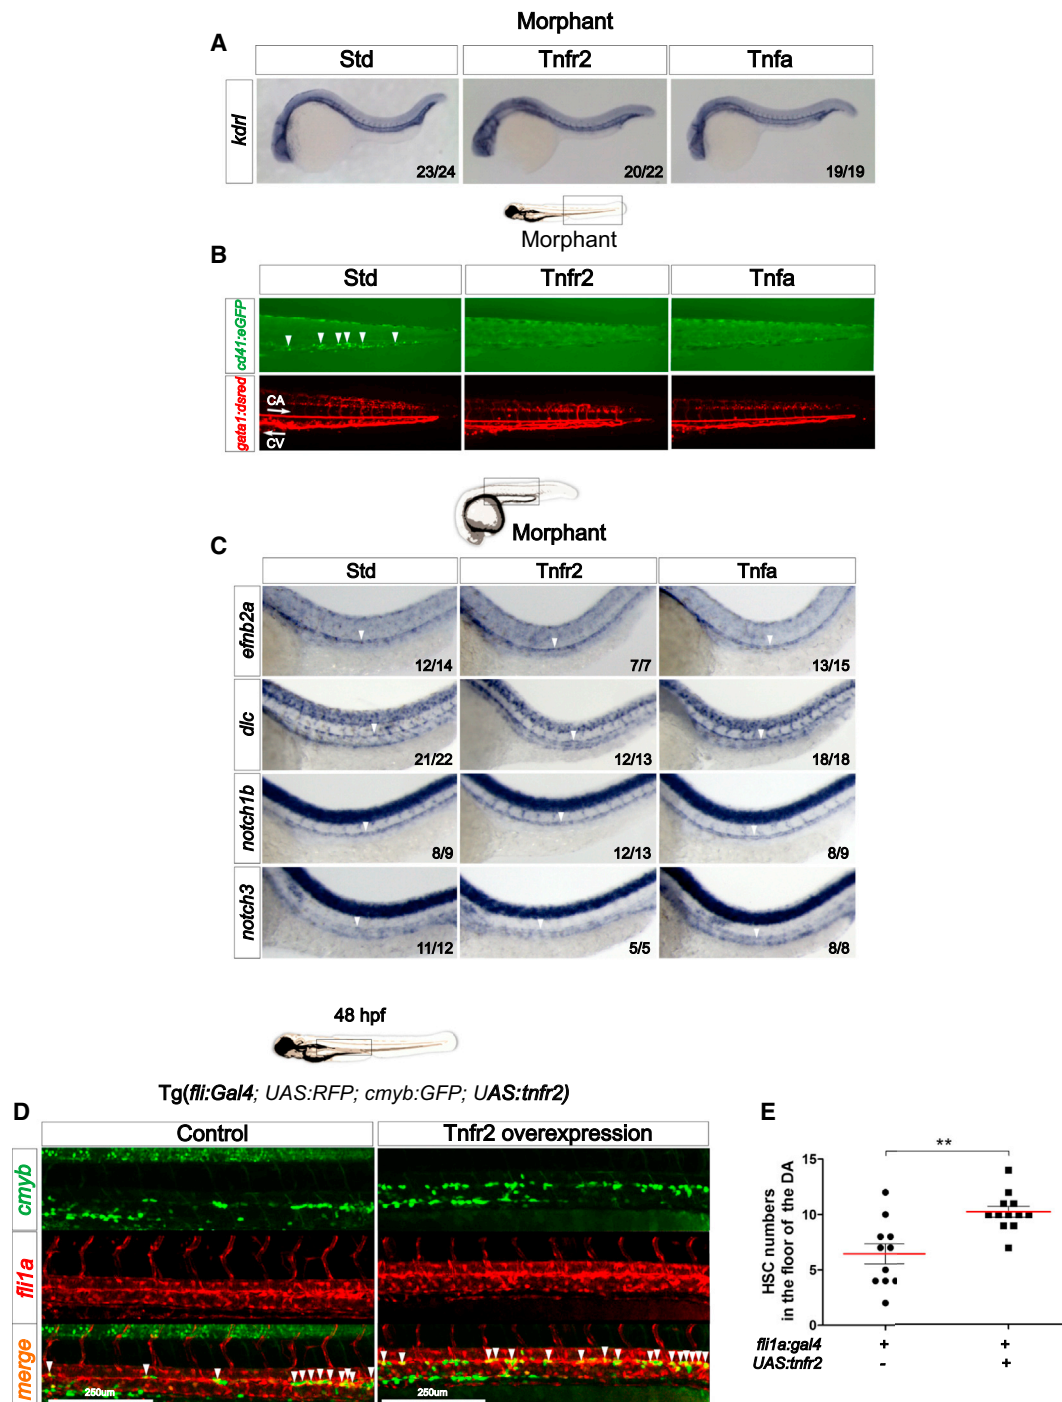 Morphant
A
Std Tnfr2 Tnfa
kdrl
23/24 20/22 19/19
Morphant
B
Std Tnfr2 Tnfa
cd41:eGFP
gata1:dsred
CA
CV
Morphant
C
Std Tnfr2 Tnfa
efnb2a
12/14 7/7 13/15
dlc
21/22 12/13 18/18
notch1b
8/9 12/13 8/9
notch3
11/12 5/5 8/8
48 hpf
Tg(fli:Gal4; UAS:RFP; cmyb:GFP; UAS:tnfr2)
D
Control Tnfr2 overexpression
cmyb
fli1a
merge
250um 250um
E
**
HSC numbers
in the floor of the DA
15
10
5
0
fli1a:gal4 + +
UAS:tnfr2 - +